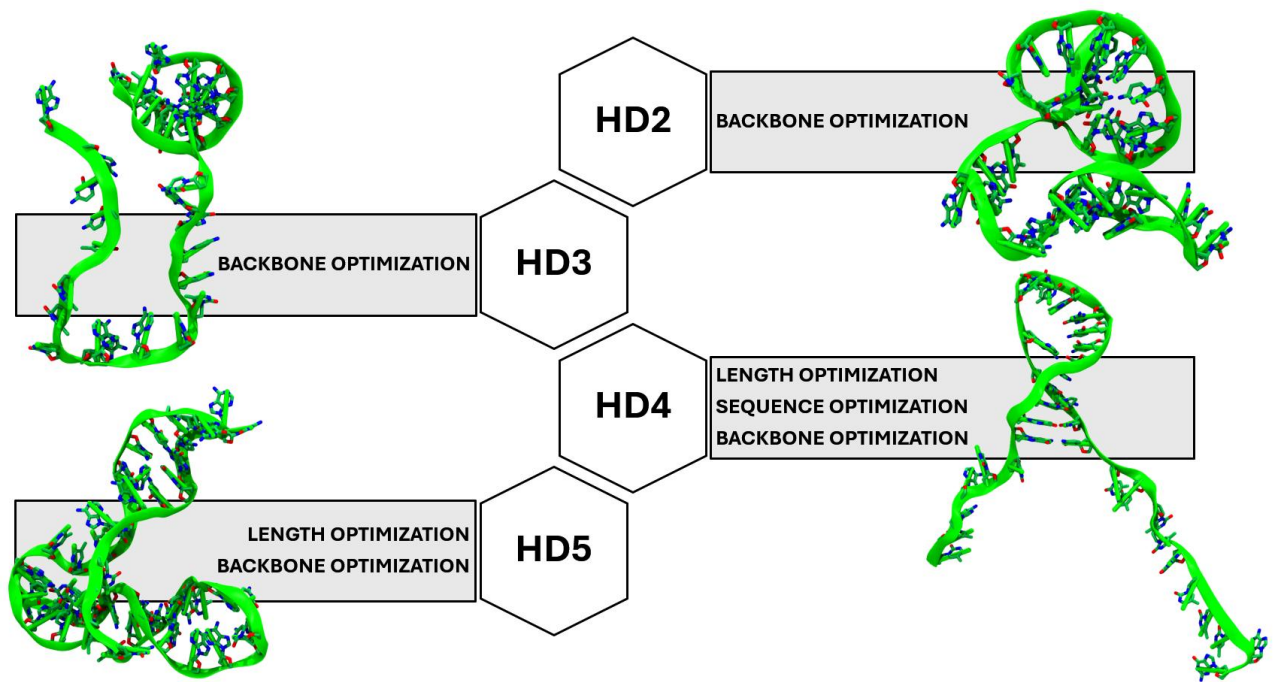 HD2
BACKBONE OPTIMIZATION
BACKBONE OPTIMIZATION
HD3
HD4
LENGTH OPTIMIZATION
SEQUENCE OPTIMIZATION
BACKBONE OPTIMIZATION
LENGTH OPTIMIZATION
BACKBONE OPTIMIZATION
HD5